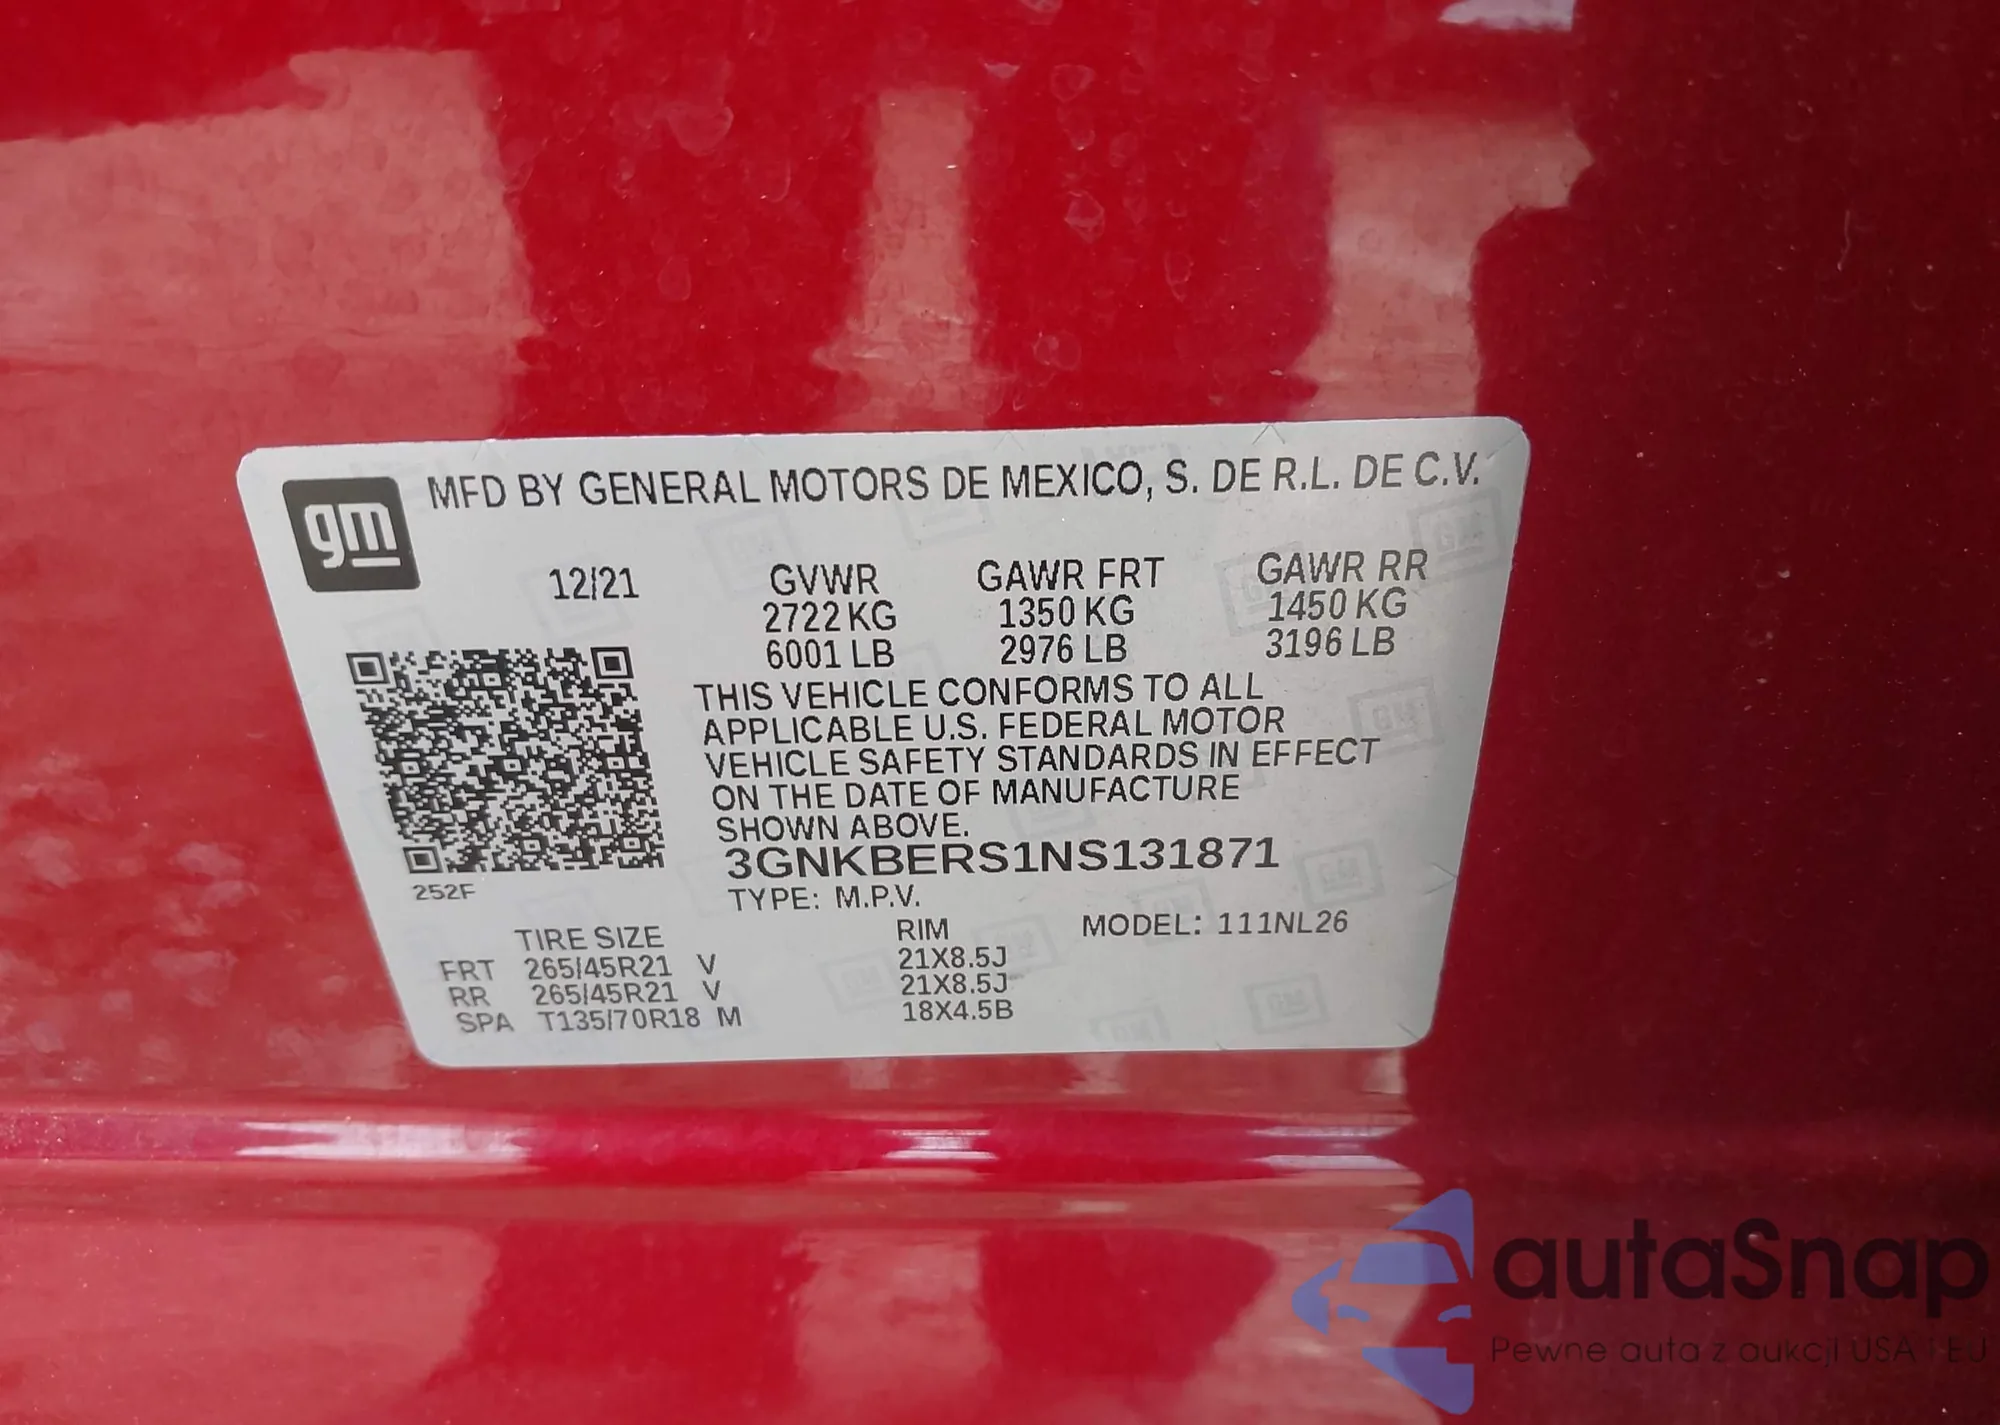 gm MFD BY GENERAL MOTORS DE MEXICO, S. DE R.L. DE C.V.
12/21 GVWR GAWR FRT GAWR RR
2722 KG 1350 KG 1450 KG
6001 LB 2976 LB 3196 LB
THIS VEHICLE CONFORMS TO ALL
APPLICABLE U.S. FEDERAL MOTOR
VEHICLE SAFETY STANDARDS IN EFFECT
ON THE DATE OF MANUFACTURE
SHOWN ABOVE.
3GNKBERS1NS131871
252F TYPE: M.P.V.
TIRE SIZE RIM MODEL: 111NL26
FRT 265/45R21 V 21X8.5J
RR 265/45R21 V 21X8.5J
SPA T135/70R18 M 18X4.5B
autaSnap
Pewne auta z aukcji USA i EU